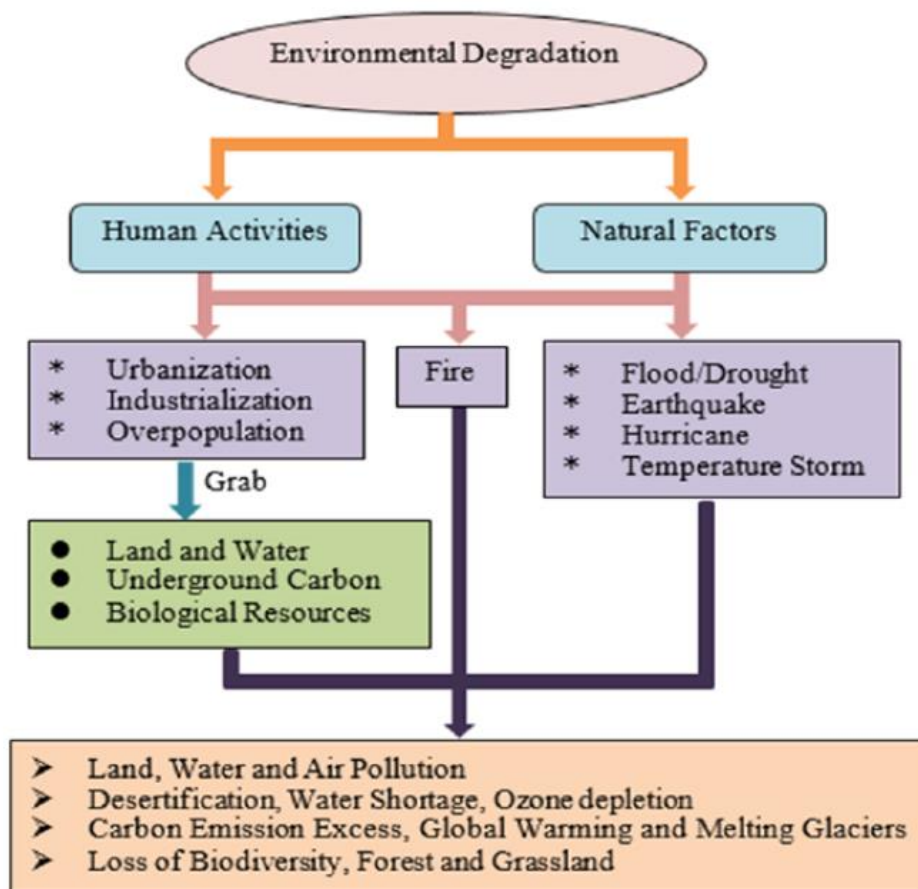 Environmental Degradation
Human Activities
Natural Factors
* Urbanization
* Industrialization
* Overpopulation
Fire
* Flood/Drought
* Earthquake
* Hurricane
* Temperature Storm
Grab
● Land and Water
● Underground Carbon
● Biological Resources
➢ Land, Water and Air Pollution
➢ Desertification, Water Shortage, Ozone depletion
➢ Carbon Emission Excess, Global Warming and Melting Glaciers
➢ Loss of Biodiversity, Forest and Grassland